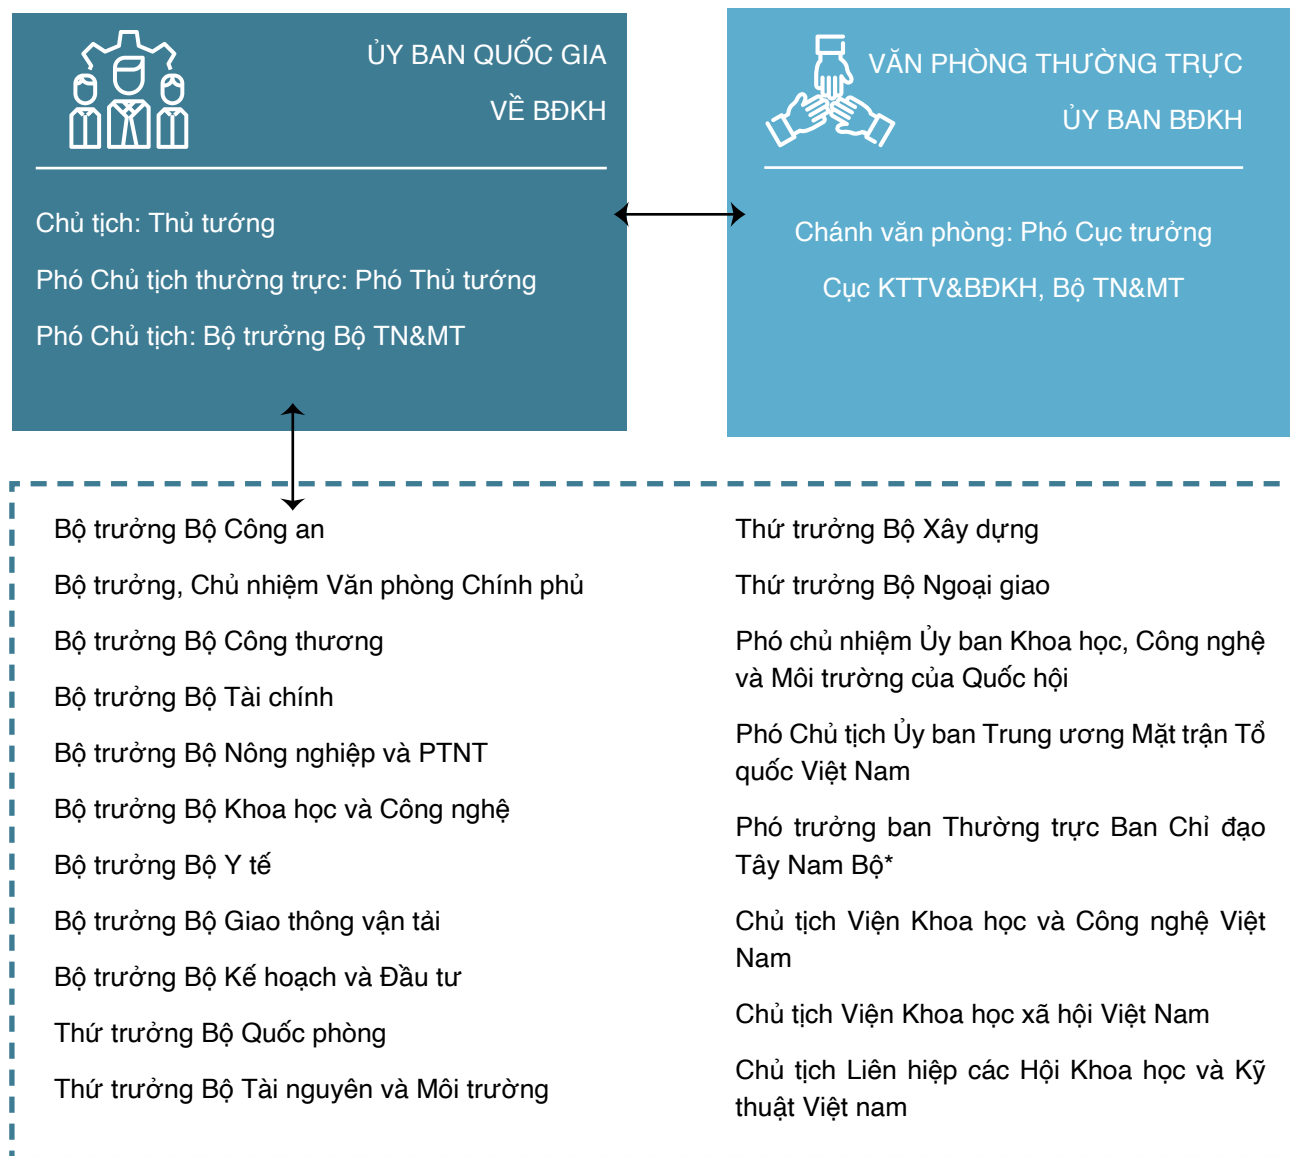 ỦY BAN QUỐC GIA
VỀ BĐKH
Chủ tịch: Thủ tướng
Phó Chủ tịch thường trực: Phó Thủ tướng
Phó Chủ tịch: Bộ trưởng Bộ TN&MT
VĂN PHÒNG THƯỜNG TRỰC
ỦY BAN BĐKH
Chánh văn phòng: Phó Cục trưởng
Cục KTTV&BĐKH, Bộ TN&MT
Bộ trưởng Bộ Công an
Bộ trưởng, Chủ nhiệm Văn phòng Chính phủ
Bộ trưởng Bộ Công thương
Bộ trưởng Bộ Tài chính
Bộ trưởng Bộ Nông nghiệp và PTNT
Bộ trưởng Bộ Khoa học và Công nghệ
Bộ trưởng Bộ Y tế
Bộ trưởng Bộ Giao thông vận tải
Bộ trưởng Bộ Kế hoạch và Đầu tư
Thứ trưởng Bộ Quốc phòng
Thứ trưởng Bộ Tài nguyên và Môi trường
Thứ trưởng Bộ Xây dựng
Thứ trưởng Bộ Ngoại giao
Phó chủ nhiệm Ủy ban Khoa học, Công nghệ
và Môi trường của Quốc hội
Phó Chủ tịch Ủy ban Trung ương Mặt trận Tổ
quốc Việt Nam
Phó trưởng ban Thường trực Ban Chỉ đạo
Tây Nam Bộ*
Chủ tịch Viện Khoa học và Công nghệ Việt
Nam
Chủ tịch Viện Khoa học xã hội Việt Nam
Chủ tịch Liên hiệp các Hội Khoa học và Kỹ
thuật Việt nam